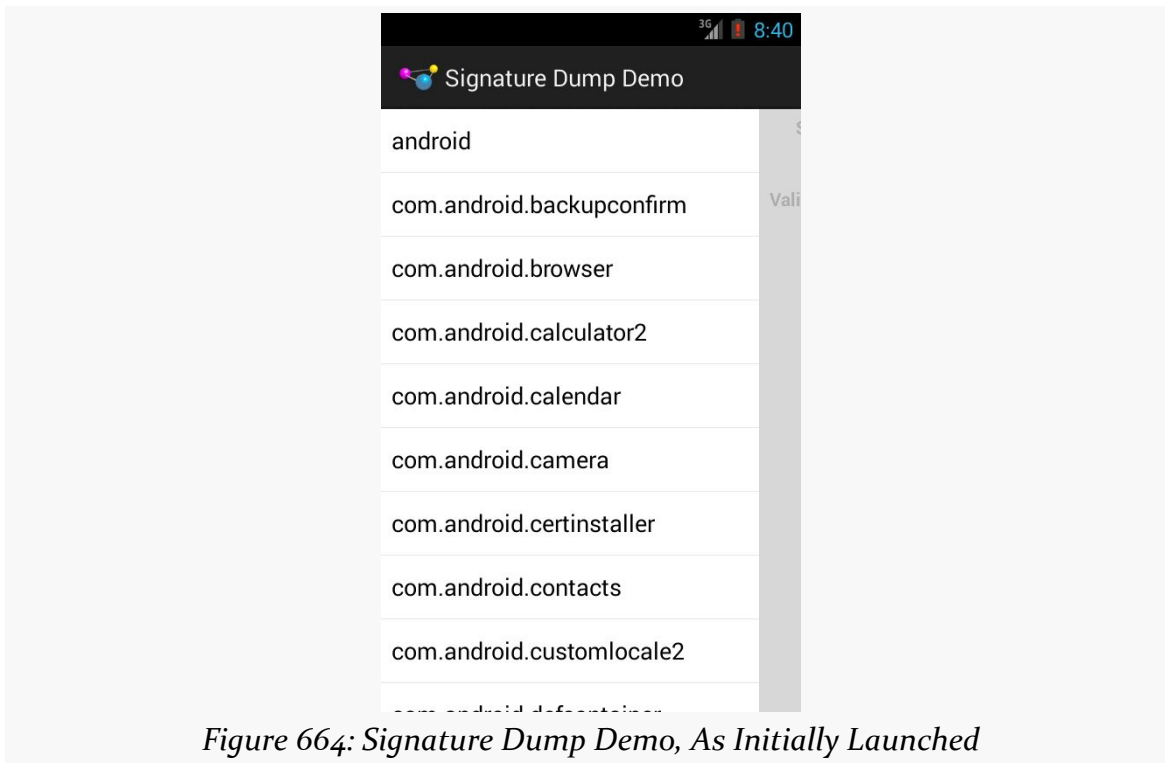 3G 8:40
Signature Dump Demo
android
com.android.backupconfirm
Vali
com.android.browser
com.android.calculator2
com.android.calendar
com.android.camera
com.android.certinstaller
com.android.contacts
com.android.customlocale2
Figure 664: Signature Dump Demo, As Initially Launched